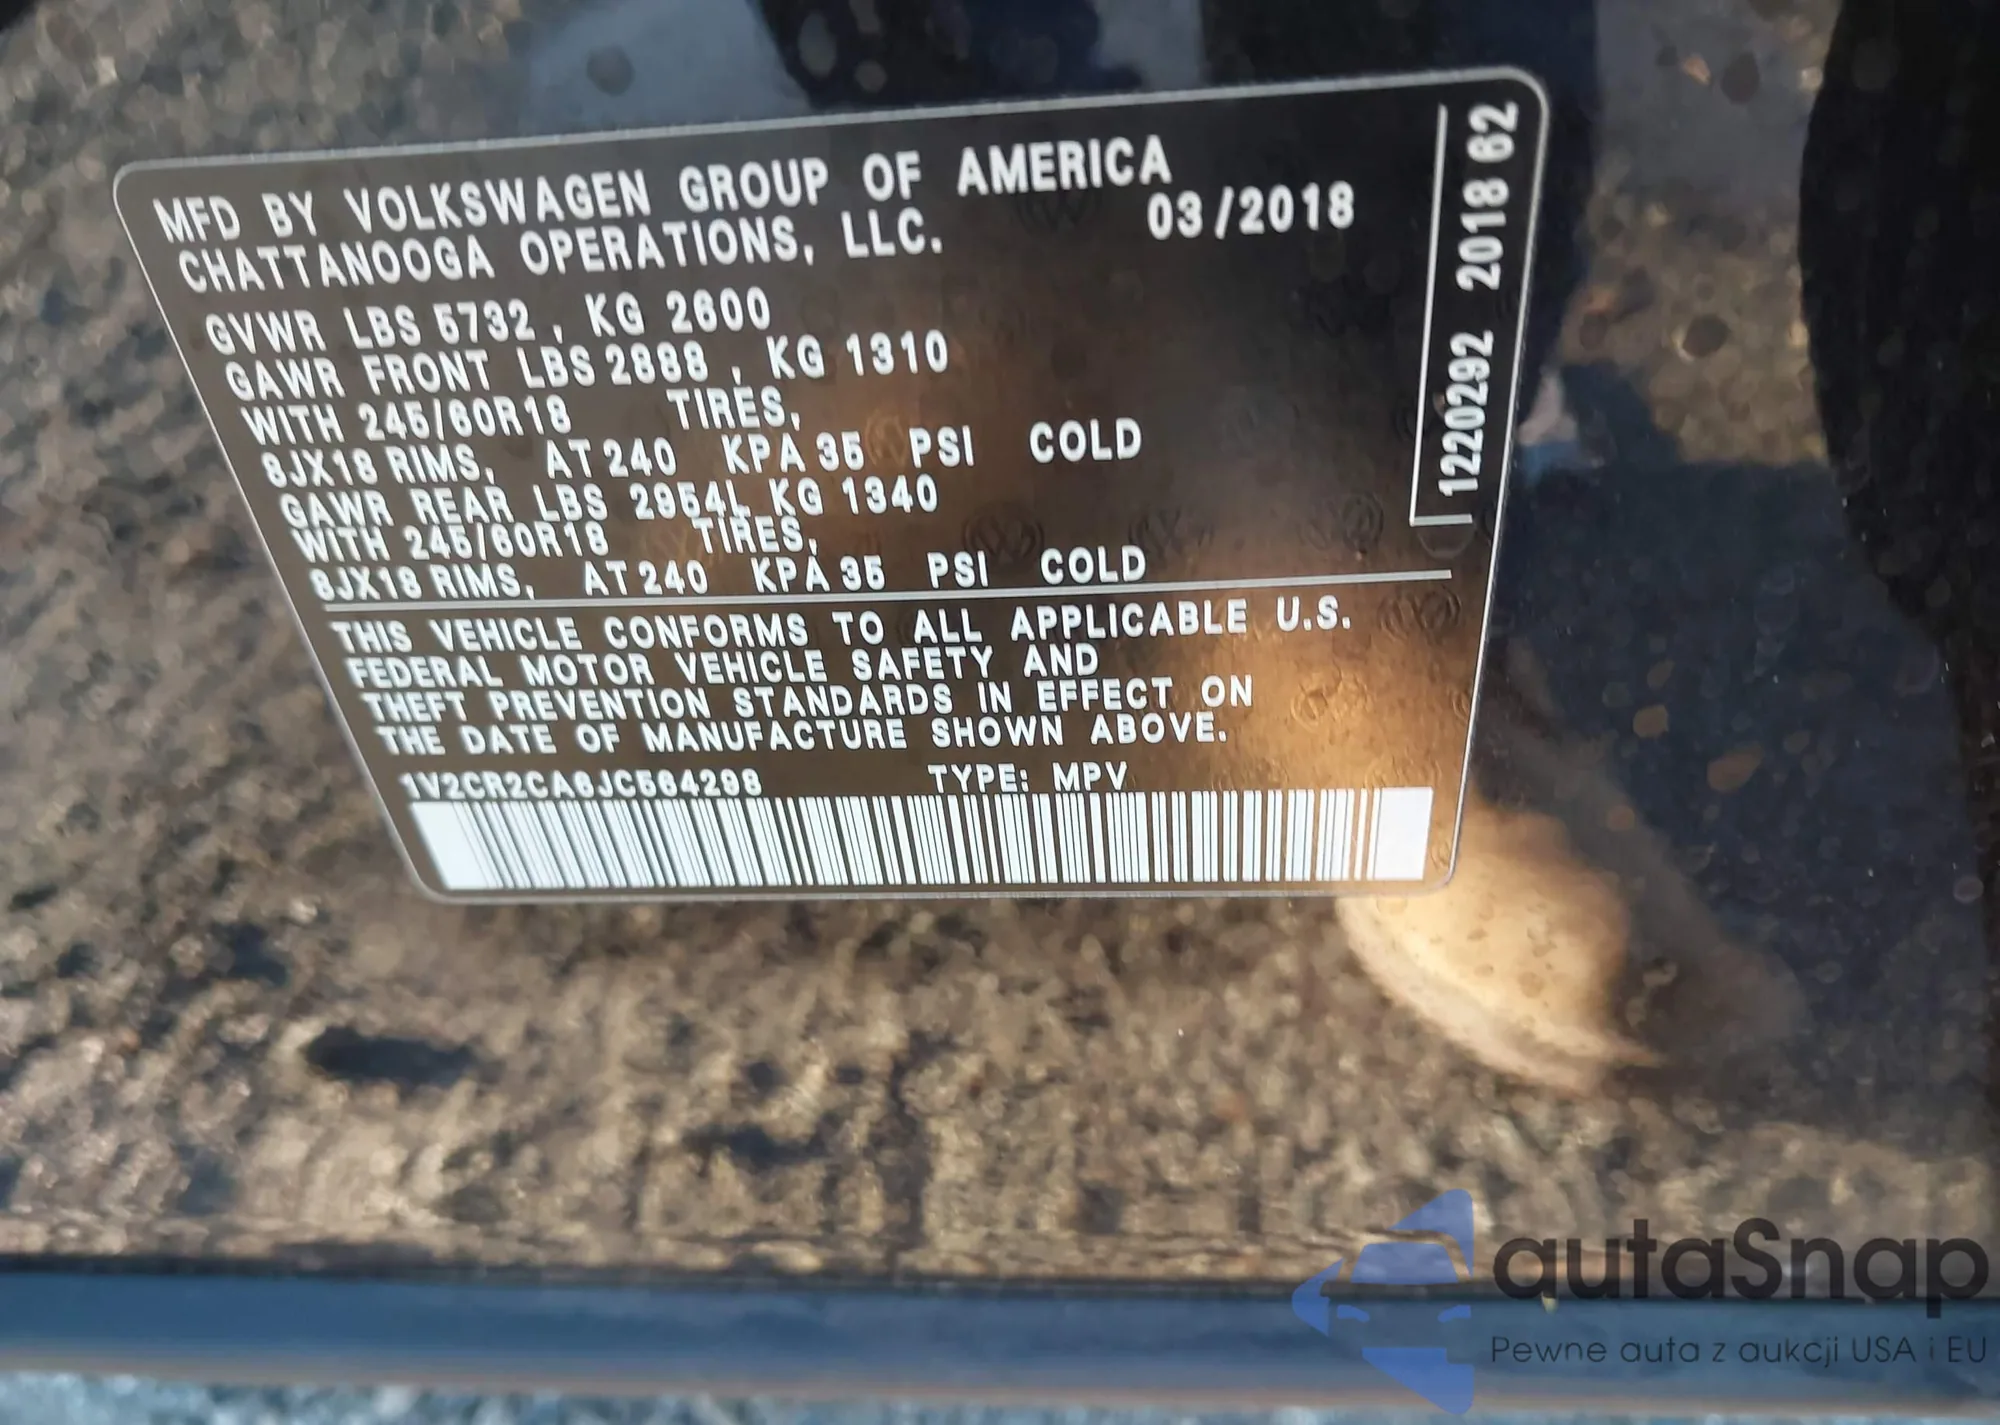 MFD BY VOLKSWAGEN GROUP OF AMERICA
CHATTANOOGA OPERATIONS, LLC. 03/2018
GVWR LBS 5732, KG 2600
GAWR FRONT LBS 2888, KG 1310
WITH 245/60R18 TIRES,
8JX18 RIMS, AT 240 KPA 35 PSI COLD
GAWR REAR LBS 2954L KG 1340
WITH 245/60R18 TIRES,
8JX18 RIMS, AT 240 KPA 35 PSI COLD
THIS VEHICLE CONFORMS TO ALL APPLICABLE U.S.
FEDERAL MOTOR VEHICLE SAFETY AND
THEFT PREVENTION STANDARDS IN EFFECT ON
THE DATE OF MANUFACTURE SHOWN ABOVE.
1V2CR2CA6JC564298 TYPE: MPV
1220292 2018 62
autaSnap
Pewne auta z aukcji USA i EU